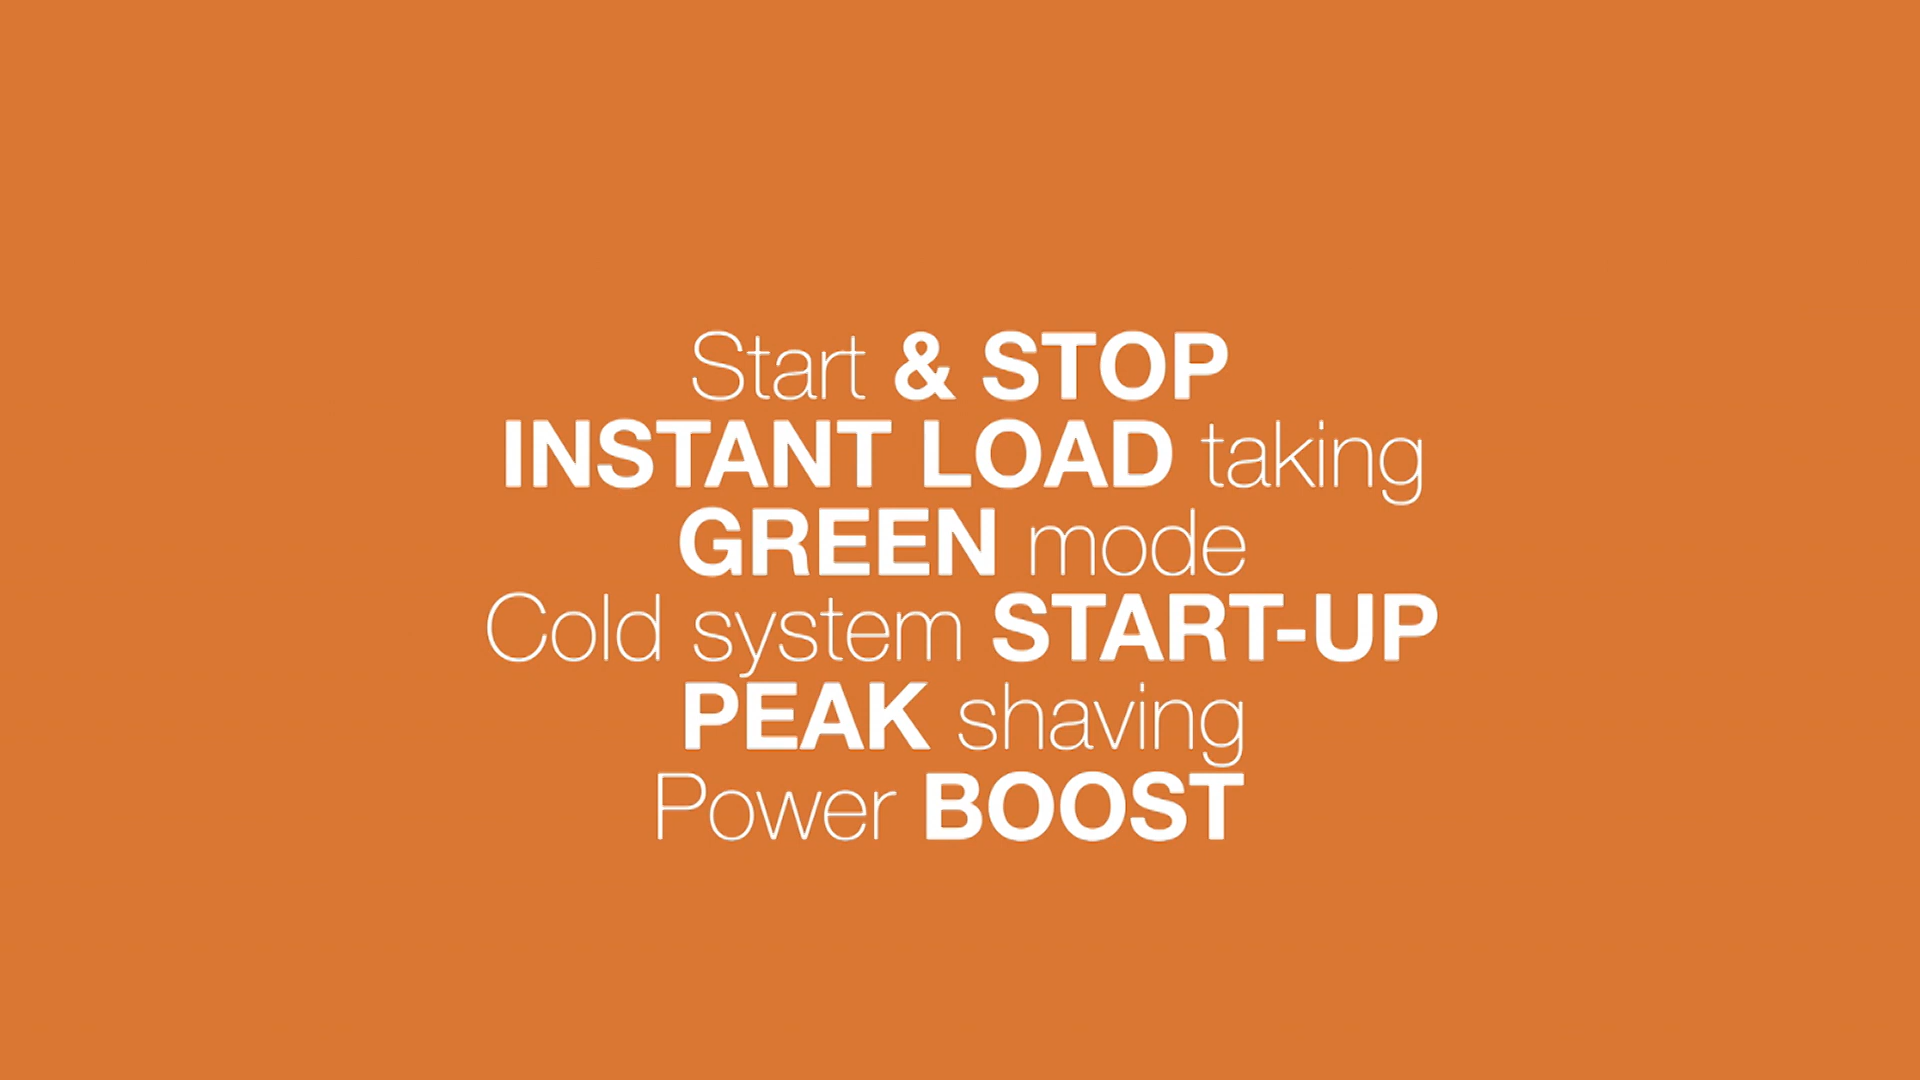 Start & STOP
INSTANT LOAD taking
GREEN mode
Cold system START-UP
PEAK shaving
Power BOOST